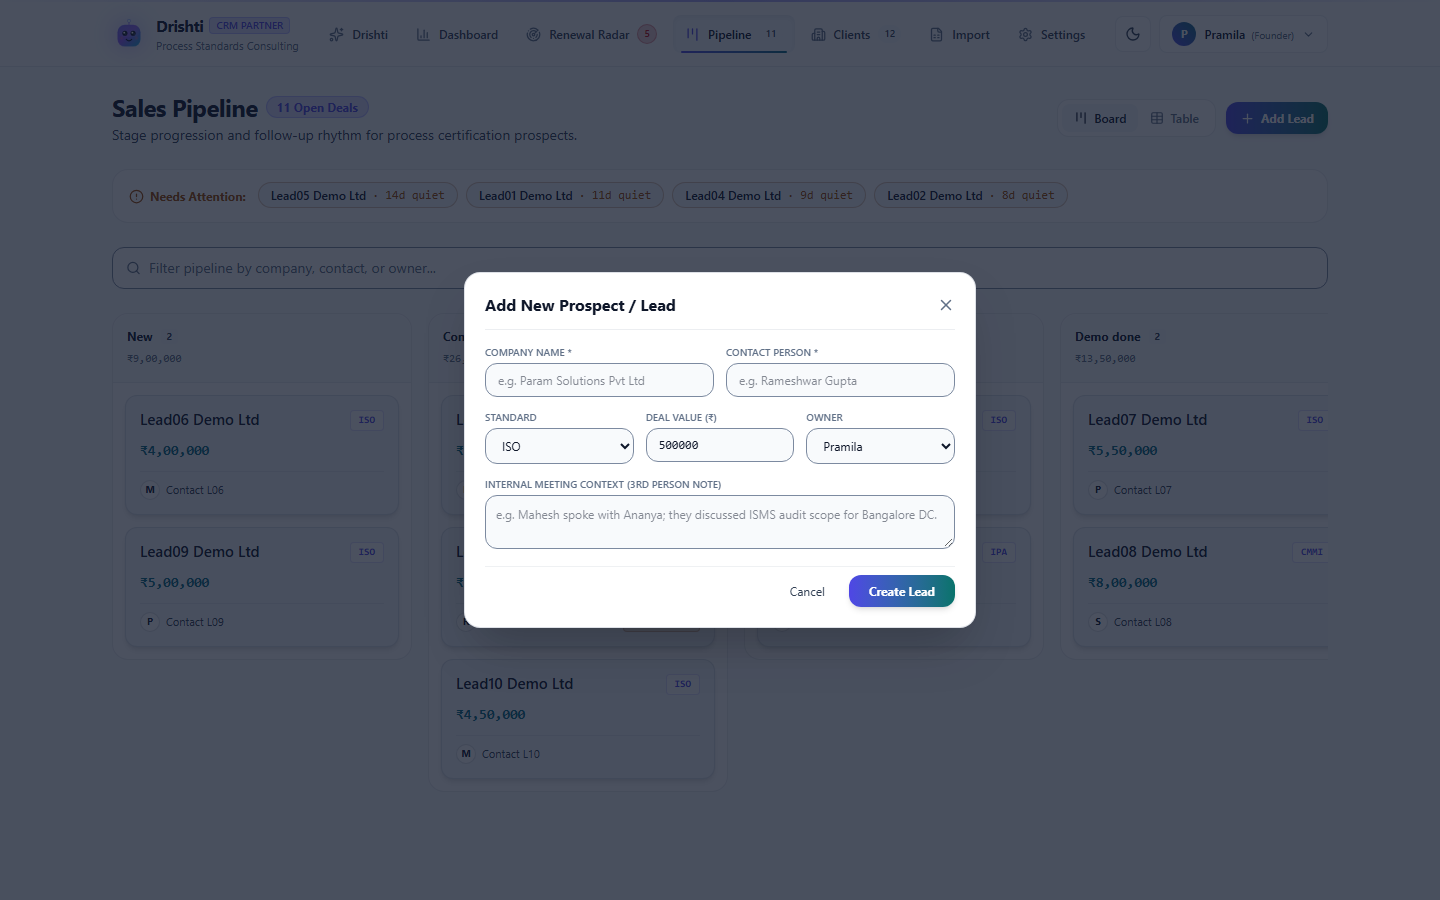 Drishti CRM PARTNER
Process Standards Consulting
Drishti
Dashboard
Renewal Radar 5
Pipeline 11
Clients 12
Import
Settings
P Pramila (Founder)
Sales Pipeline 11 Open Deals
Stage progression and follow-up rhythm for process certification prospects.
Board
Table
+ Add Lead
Needs Attention:
Lead05 Demo Ltd · 14d quiet
Lead01 Demo Ltd · 11d quiet
Lead04 Demo Ltd · 9d quiet
Lead02 Demo Ltd · 8d quiet
Filter pipeline by company, contact, or owner...
New 2
₹9,00,000
Lead06 Demo Ltd ISO
₹4,00,000
M Contact L06
Lead09 Demo Ltd ISO
₹5,00,000
P Contact L09
Con
₹26,
L
₹
L
₹
Lead10 Demo Ltd ISO
₹4,50,000
M Contact L10
ISO
IPA
Demo done 2
₹13,50,000
Lead07 Demo Ltd ISO
₹5,50,000
P Contact L07
Lead08 Demo Ltd CMMI
₹8,00,000
S Contact L08
Add New Prospect / Lead
COMPANY NAME *
CONTACT PERSON *
e.g. Param Solutions Pvt Ltd
e.g. Rameshwar Gupta
STANDARD
DEAL VALUE (₹)
OWNER
ISO
500000
Pramila
INTERNAL MEETING CONTEXT (3RD PERSON NOTE)
e.g. Mahesh spoke with Ananya; they discussed ISMS audit scope for Bangalore DC.
Cancel
Create Lead